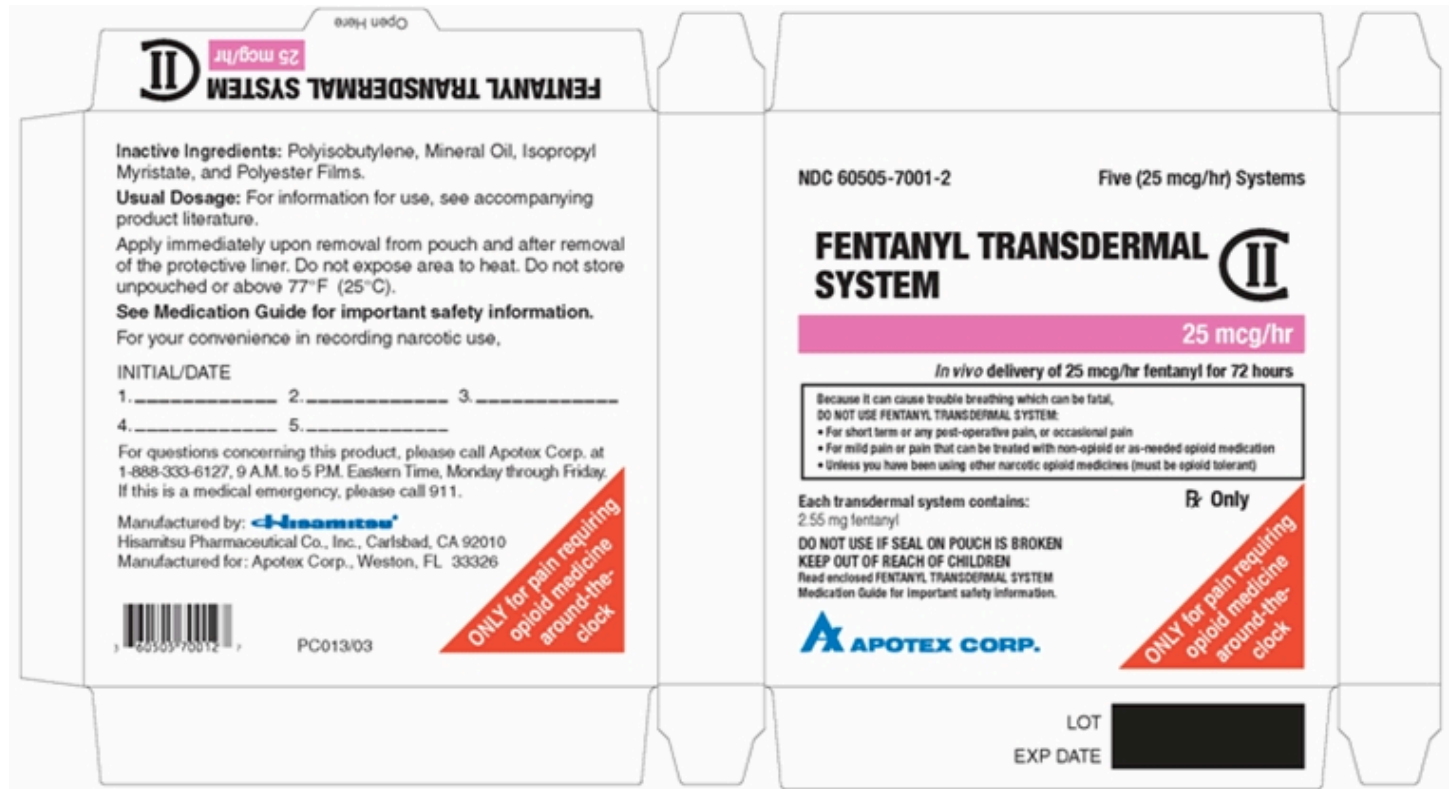 Open Here
FENTANYL TRANSDERMAL SYSTEM
25 mcg/hr
CII
Inactive Ingredients: Polyisobutylene, Mineral Oil, Isopropyl
Myristate, and Polyester Films.
Usual Dosage: For information for use, see accompanying
product literature.
Apply immediately upon removal from pouch and after removal
of the protective liner. Do not expose area to heat. Do not store
unpouched or above 77°F (25°C).
See Medication Guide for important safety information.
For your convenience in recording narcotic use,
INITIAL/DATE
1.____________ 2.____________ 3.____________
4.____________ 5.____________
For questions concerning this product, please call Apotex Corp. at
1-888-333-6127, 9 A.M. to 5 P.M. Eastern Time, Monday through Friday.
If this is a medical emergency, please call 911.
Manufactured by: Hisamitsu®
Hisamitsu Pharmaceutical Co., Inc., Carlsbad, CA 92010
Manufactured for: Apotex Corp., Weston, FL 33326
3 60505 70012 7
PC013/03
ONLY for pain requiring
opioid medicine
around-the-
clock
NDC 60505-7001-2 Five (25 mcg/hr) Systems
FENTANYL TRANSDERMAL
SYSTEM
CII
25 mcg/hr
In vivo delivery of 25 mcg/hr fentanyl for 72 hours
Because it can cause trouble breathing which can be fatal,
DO NOT USE FENTANYL TRANSDERMAL SYSTEM:
• For short term or any post-operative pain, or occasional pain
• For mild pain or pain that can be treated with non-opioid or as-needed opioid medication
• Unless you have been using other narcotic opioid medicines (must be opioid tolerant)
Each transdermal system contains:
2.55 mg fentanyl
℞ Only
DO NOT USE IF SEAL ON POUCH IS BROKEN
KEEP OUT OF REACH OF CHILDREN
Read enclosed FENTANYL TRANSDERMAL SYSTEM
Medication Guide for important safety information.
APOTEX CORP.
ONLY for pain requiring
opioid medicine
around-the-
clock
LOT
EXP DATE